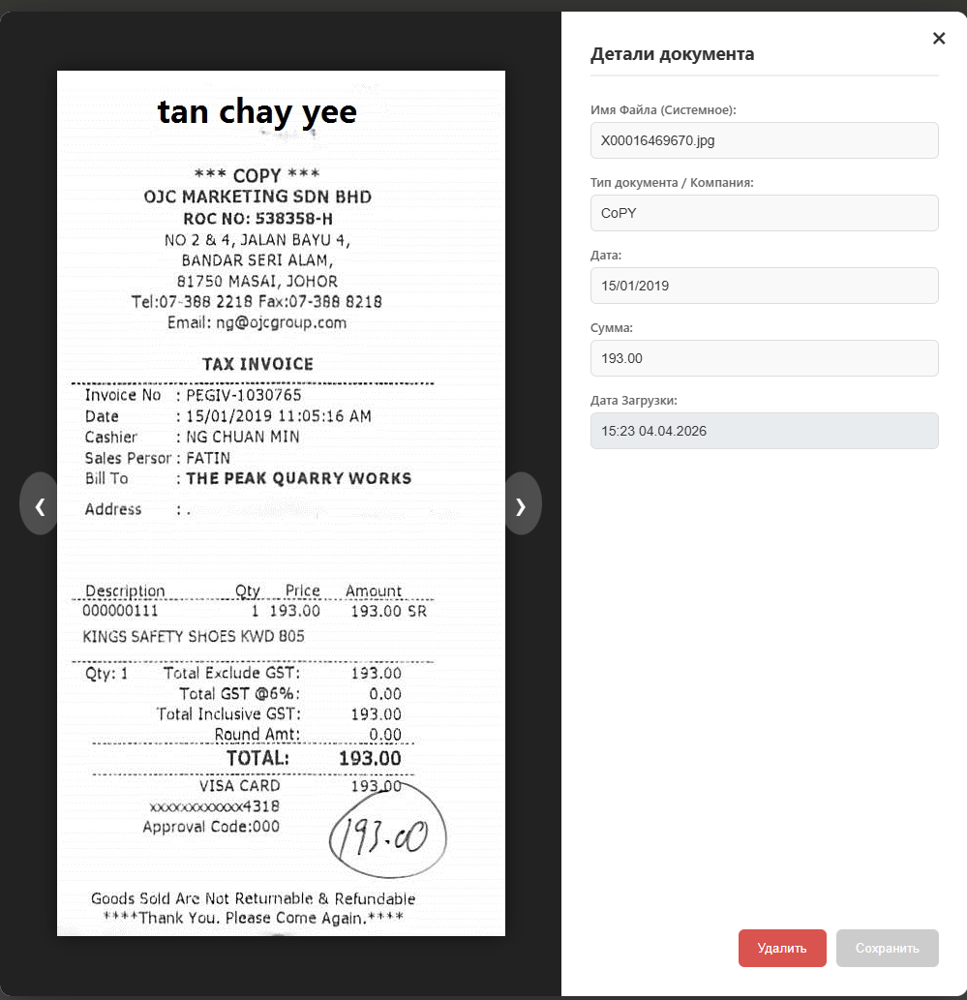 tan chay yee
*** COPY ***
OJC MARKETING SDN BHD
ROC NO: 538358-H
NO 2 & 4, JALAN BAYU 4,
BANDAR SERI ALAM,
81750 MASAI, JOHOR
Tel:07-388 2218 Fax:07-388 8218
Email: ng@ojcgroup.com
TAX INVOICE
Invoice No : PEGIV-1030765
Date : 15/01/2019 11:05:16 AM
Cashier : NG CHUAN MIN
Sales Persor : FATIN
Bill To : THE PEAK QUARRY WORKS
Address : .
Description Qty Price Amount
000000111 1 193.00 193.00 SR
KINGS SAFETY SHOES KWD 805
Qty: 1 Total Exclude GST: 193.00
Total GST @6%: 0.00
Total Inclusive GST: 193.00
Round Amt: 0.00
TOTAL: 193.00
VISA CARD 193.00
xxxxxxxxxxxx4318
Approval Code:000
193.00
Goods Sold Are Not Returnable & Refundable
****Thank You. Please Come Again.****
Детали документа
Имя Файла (Системное):
X00016469670.jpg
Тип документа / Компания:
CoPY
Дата:
15/01/2019
Сумма:
193.00
Дата Загрузки:
15:23 04.04.2026
Удалить
Сохранить